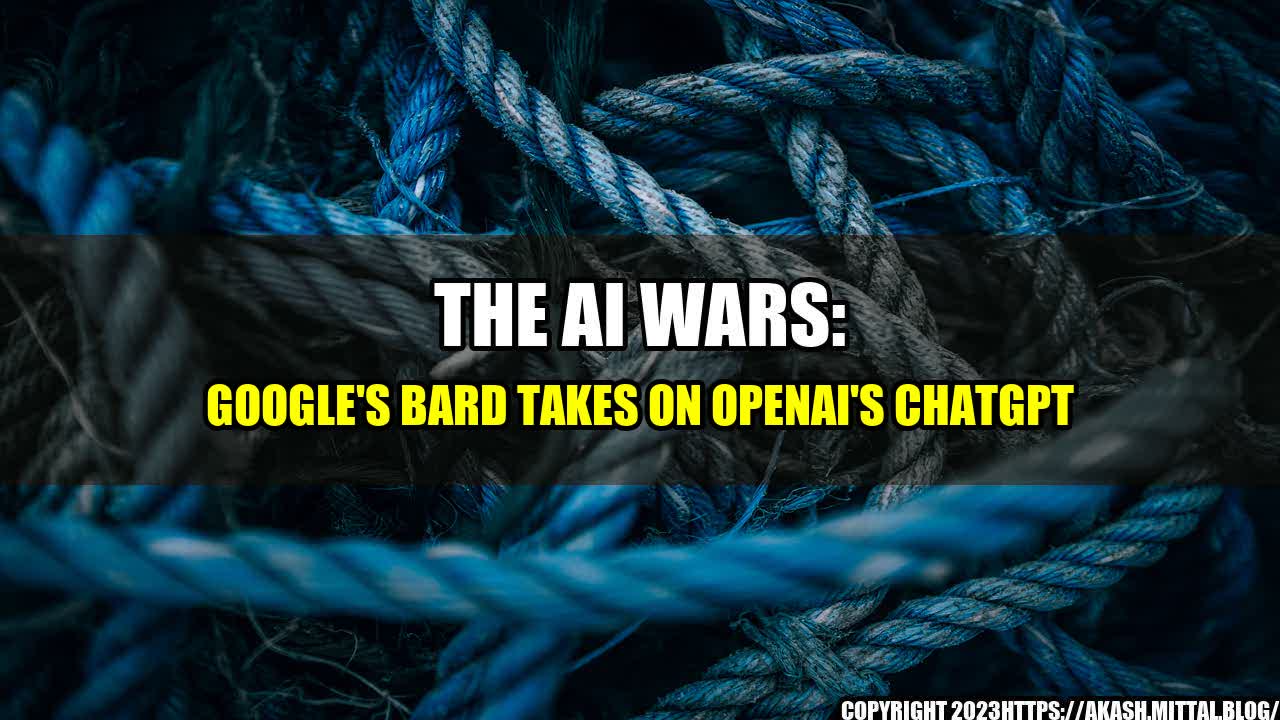 THE AI WARS:
GOOGLE'S BARD TAKES ON OPENAI'S CHATGPT
COPYRIGHT 2023HTTPS://AKASH.MITTAL.BLOG/